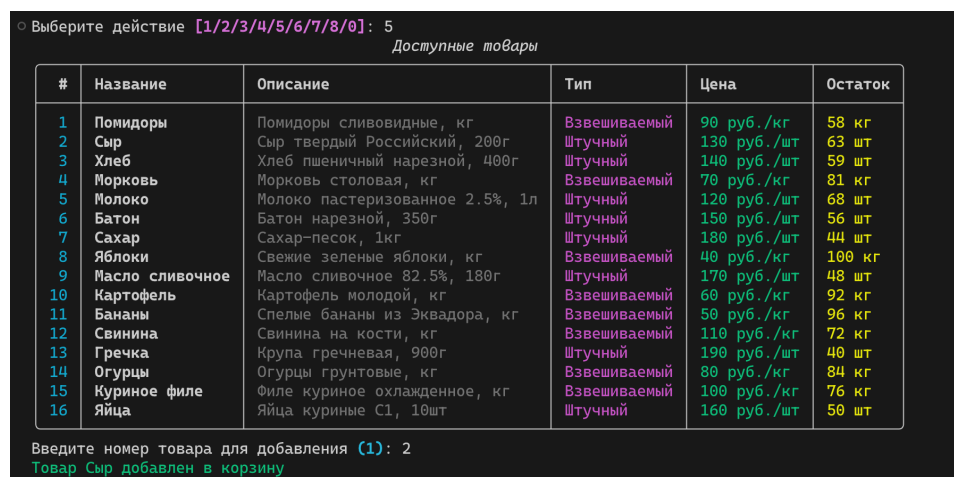 Выберите действие [1/2/3/4/5/6/7/8/0]: 5
Доступные товары
# Название Описание Тип Цена Остаток
1 Помидоры Помидоры сливовидные, кг Взвешиваемый 90 руб./кг 58 кг
2 Сыр Сыр твердый Российский, 200г Штучный 130 руб./шт 63 шт
3 Хлеб Хлеб пшеничный нарезной, 400г Штучный 140 руб./шт 59 шт
4 Морковь Морковь столовая, кг Взвешиваемый 70 руб./кг 81 кг
5 Молоко Молоко пастеризованное 2.5%, 1л Штучный 120 руб./шт 68 шт
6 Батон Батон нарезной, 350г Штучный 150 руб./шт 56 шт
7 Сахар Сахар-песок, 1кг Штучный 180 руб./шт 44 шт
8 Яблоки Свежие зеленые яблоки, кг Взвешиваемый 40 руб./кг 100 кг
9 Масло сливочное Масло сливочное 82.5%, 180г Штучный 170 руб./шт 48 шт
10 Картофель Картофель молодой, кг Взвешиваемый 60 руб./кг 92 кг
11 Бананы Спелые бананы из Эквадора, кг Взвешиваемый 50 руб./кг 96 кг
12 Свинина Свинина на кости, кг Взвешиваемый 110 руб./кг 72 кг
13 Гречка Крупа гречневая, 900г Штучный 190 руб./шт 40 шт
14 Огурцы Огурцы грунтовые, кг Взвешиваемый 80 руб./кг 84 кг
15 Куриное филе Филе куриное охлажденное, кг Взвешиваемый 100 руб./кг 76 кг
16 Яйца Яйца куриные С1, 10шт Штучный 160 руб./шт 50 шт
Введите номер товара для добавления (1): 2
Товар Сыр добавлен в корзину